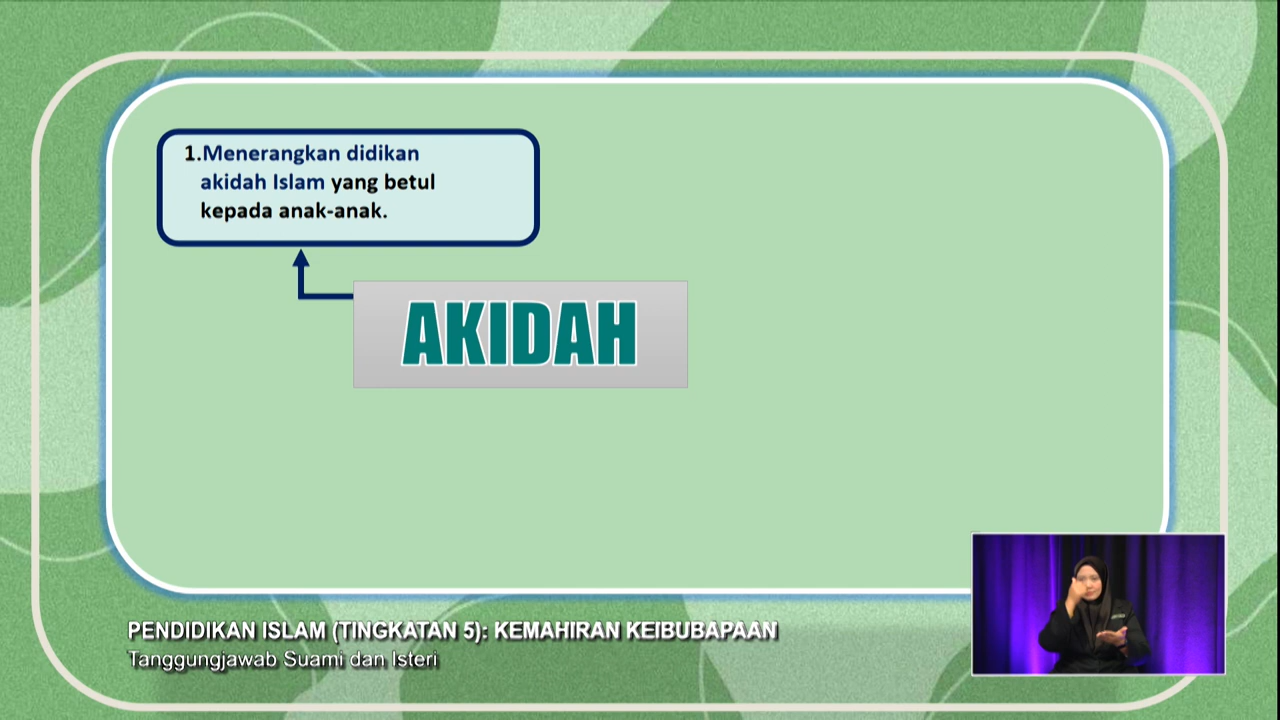 1.Menerangkan didikan
akidah Islam yang betul
kepada anak-anak.
AKIDAH
PENDIDIKAN ISLAM (TINGKATAN 5): KEMAHIRAN KEIBUBAPAAN
Tanggungjawab Suami dan Isteri